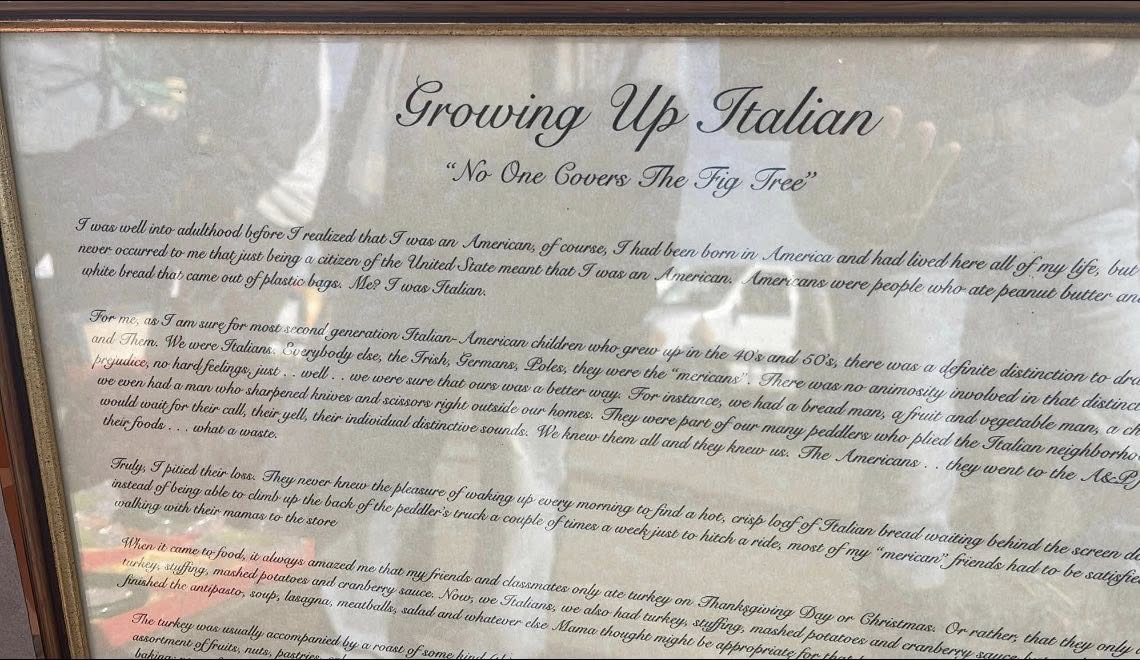 Growing Up Italian
“No One Covers The Fig Tree”
I was well into adulthood before I realized that I was an American, of course, I had been born in America and had lived here all of my life, but
never occurred to me that just being a citizen of the United State meant that I was an American. Americans were people who ate peanut butter an
white bread that came out of plastic bags. Me? I was Italian.
For me, as I am sure for most second generation Italian-American children who grew up in the 40's and 50's, there was a definite distinction to dra
and Them. We were Italians. Everybody else, the Irish, Germans, Poles, they were the “mericans”. There was no animosity involved in that distinc
prejudice, no hard feelings, just . . well . . we were sure that ours was a better way. For instance, we had a bread man, a fruit and vegetable man, a ch
we even had a man who sharpened knives and scissors right outside our homes. They were part of our many peddlers who plied the Italian neighborho
would wait for their call, their yell, their individual distinctive sounds. We knew them all and they knew us. The Americans . . they went to the A&P
their foods . . . what a waste.
Truly, I pitied their loss. They never knew the pleasure of waking up every morning to find a hot, crisp loaf of Italian bread waiting behind the screen d
instead of being able to climb up the back of the peddler's truck a couple of times a week just to hitch a ride, most of my “merican” friends had to be satisfie
walking with their mamas to the store
When it came to food, it always amazed me that my friends and classmates only ate turkey on Thanksgiving Day or Christmas. Or rather, that they only
turkey, stuffing, mashed potatoes and cranberry sauce. Now, we Italians, we also had turkey, stuffing, mashed potatoes and cranberry sauce
finished the antipasto, soup, lasagna, meatballs, salad and whatever else Mama thought might be appropriate for that
The turkey was usually accompanied by a roast of some kind
assortment of fruits, nuts, pastries,